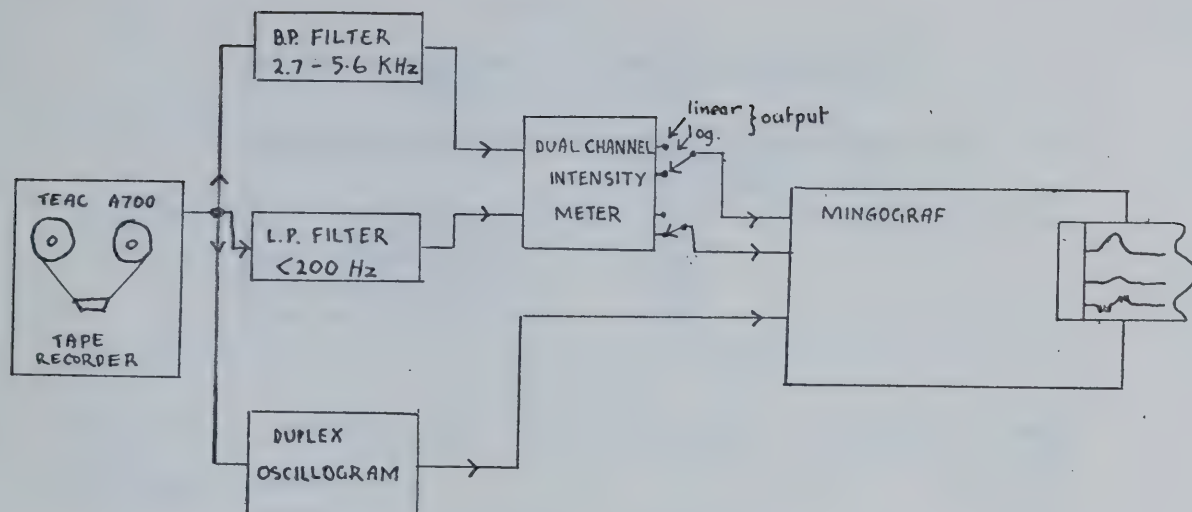 B.P. FILTER
2.7 - 5.6 KHz
linear } output
log.
DUAL CHANNEL
INTENSITY
METER
TEAC A700
TAPE
RECORDER
L.P. FILTER
<200 Hz
MINGOGRAF
DUPLEX
OSCILLOGRAM